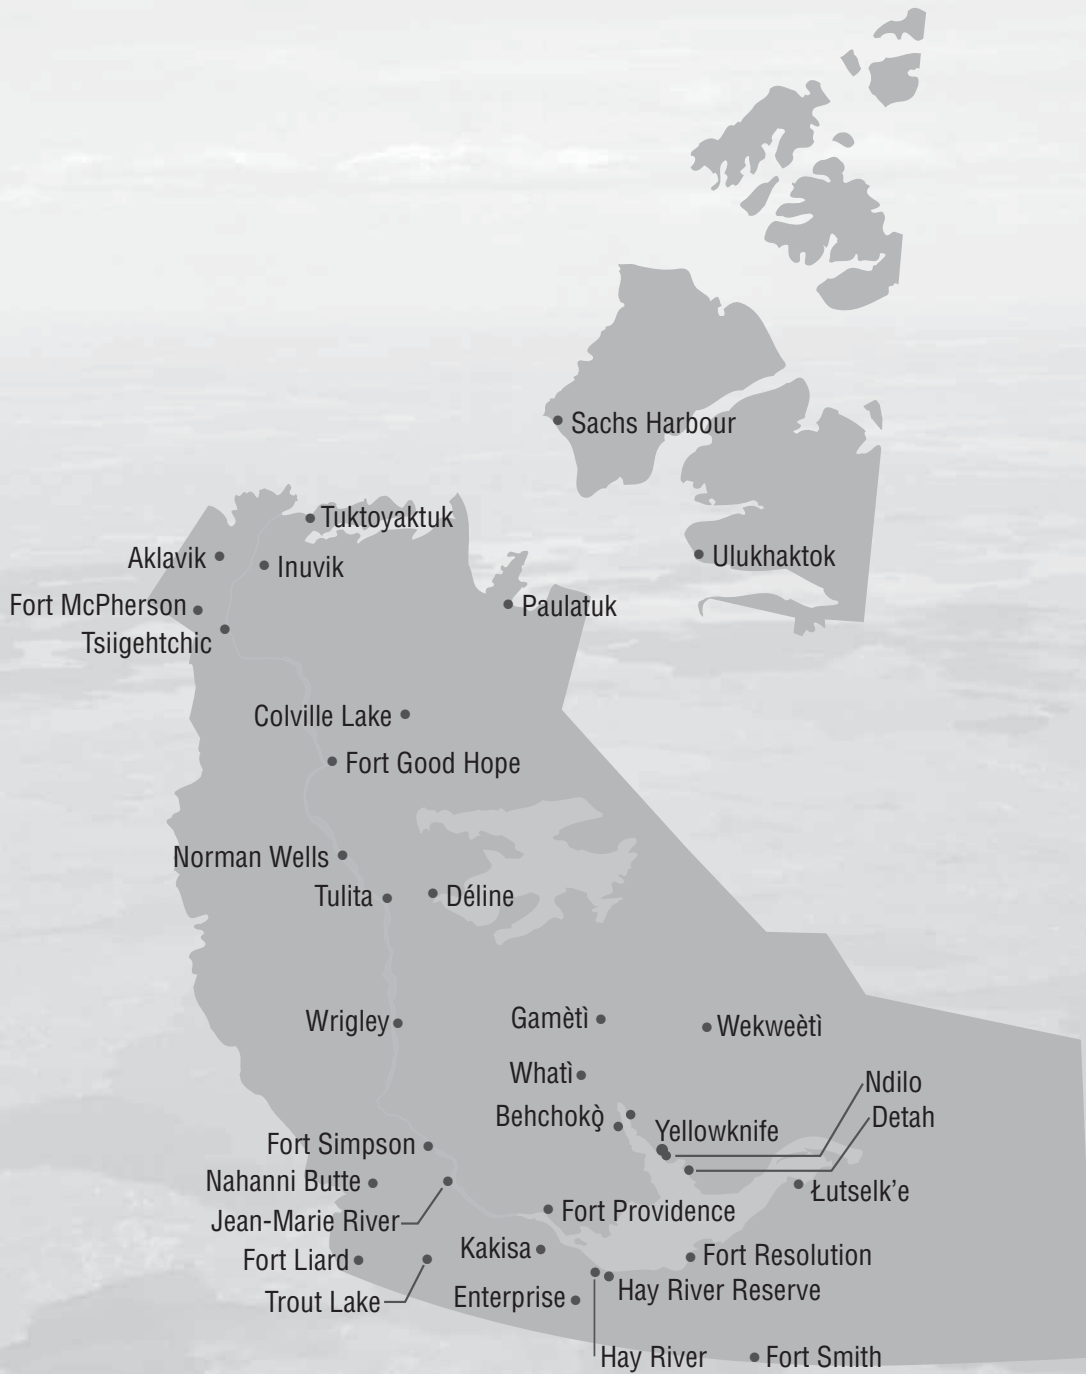 Sachs Harbour
Tuktoyaktuk
Aklavik
Inuvik
Ulukhaktok
Fort McPherson
Paulatuk
Tsiigehtchic
Colville Lake
Fort Good Hope
Norman Wells
Tulita
Déline
Wrigley
Gamètì
Wekweètì
Whatì
Ndilo
Behchokǫ̀
Detah
Yellowknife
Fort Simpson
Nahanni Butte
Łutselk'e
Jean-Marie River
Fort Providence
Kakisa
Fort Resolution
Fort Liard
Hay River Reserve
Trout Lake
Enterprise
Hay River
Fort Smith